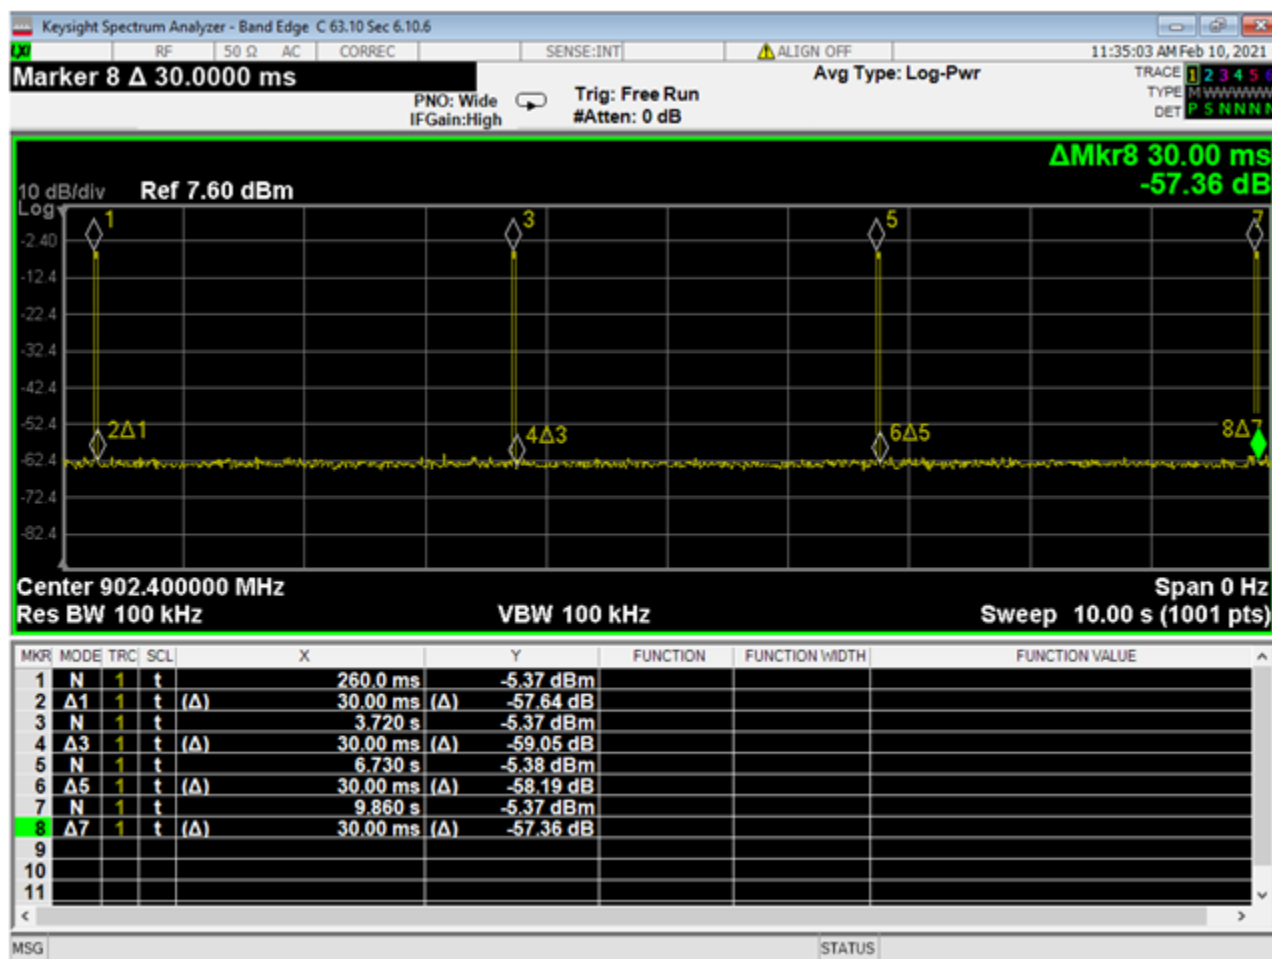 Keysight Spectrum Analyzer - Band Edge C 63.10 Sec 6.10.6
LXI RF 50 Ω AC CORREC SENSE:INT ALIGN OFF 11:35:03 AM Feb 10, 2021
Marker 8 Δ 30.0000 ms
PNO: Wide
IFGain:High
Trig: Free Run
#Atten: 0 dB
Avg Type: Log-Pwr
TRACE 1 2 3 4 5 6
TYPE M W W W W W
DET P S N N N N
ΔMkr8 30.00 ms
-57.36 dB
10 dB/div Ref 7.60 dBm
Log
-2.40
-12.4
-22.4
-32.4
-42.4
-52.4
-62.4
-72.4
-82.4
1 3 5 7
2Δ1 4Δ3 6Δ5 8Δ7
Center 902.400000 MHz Span 0 Hz
Res BW 100 kHz VBW 100 kHz Sweep 10.00 s (1001 pts)
MKR MODE TRC SCL X Y FUNCTION FUNCTION WIDTH FUNCTION VALUE
1 N 1 t 260.0 ms -5.37 dBm
2 Δ1 1 t (Δ) 30.00 ms (Δ) -57.64 dB
3 N 1 t 3.720 s -5.37 dBm
4 Δ3 1 t (Δ) 30.00 ms (Δ) -59.05 dB
5 N 1 t 6.730 s -5.38 dBm
6 Δ5 1 t (Δ) 30.00 ms (Δ) -58.19 dB
7 N 1 t 9.860 s -5.37 dBm
8 Δ7 1 t (Δ) 30.00 ms (Δ) -57.36 dB
9
10
11
MSG STATUS